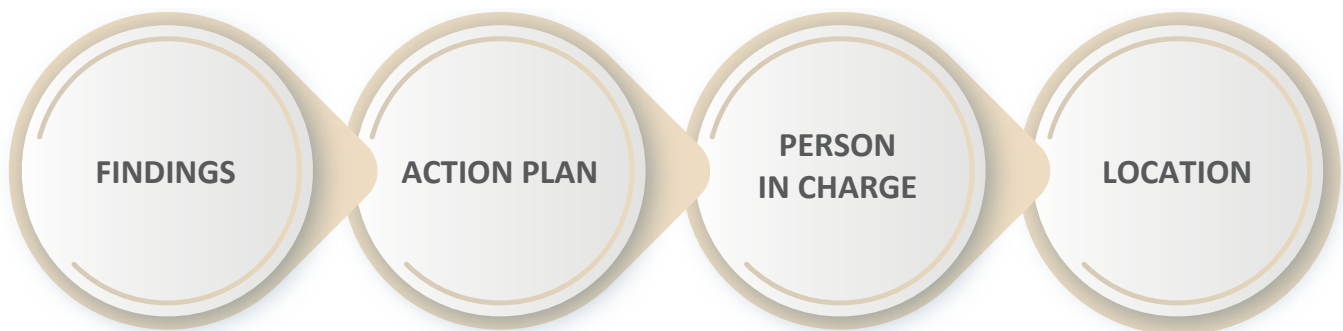 FINDINGS
ACTION PLAN
PERSON
IN CHARGE
LOCATION